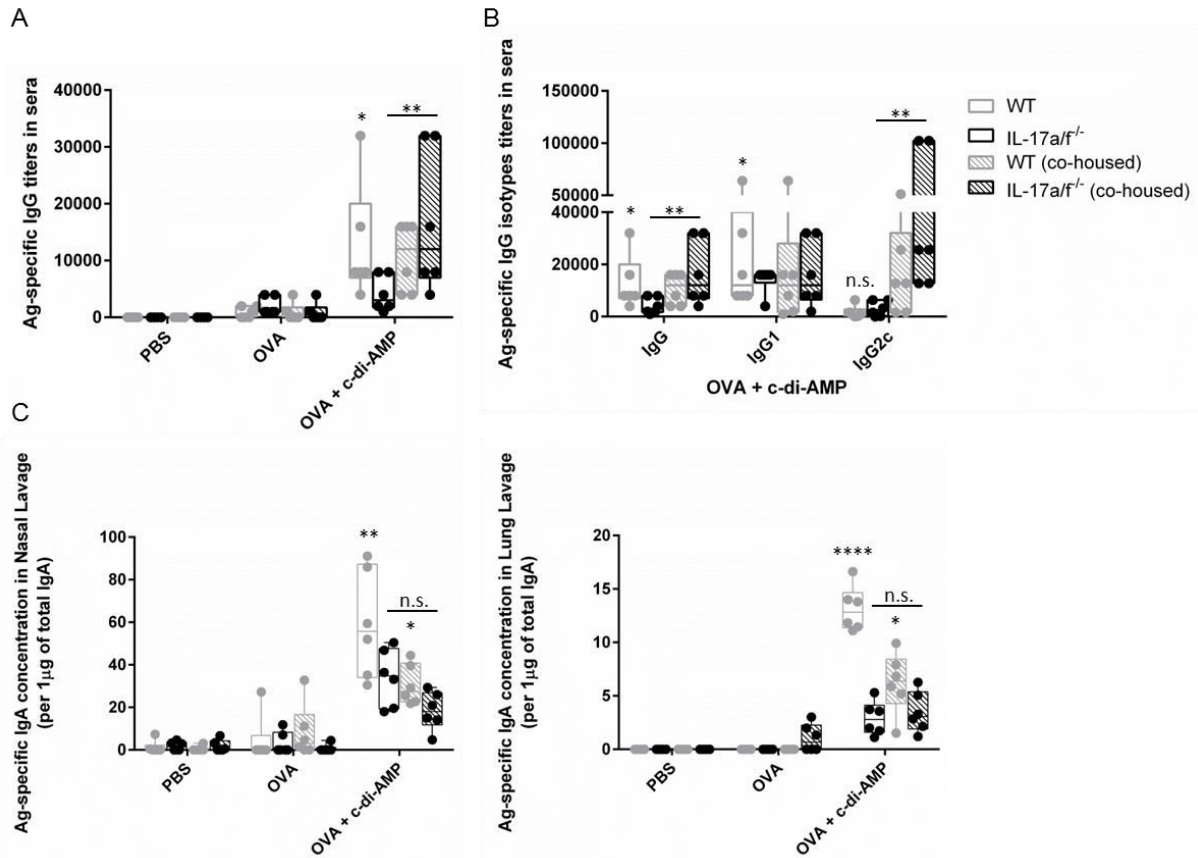 A
Ag-specific IgG titers in sera
40000
30000
20000
10000
0
*
**
PBS
OVA
OVA + c-di-AMP
B
Ag-specific IgG isotypes titers in sera
150000
100000
50000
40000
20000
0
*
**
*
n.s.
**
IgG
IgG1
IgG2c
OVA + c-di-AMP
WT
IL-17a/f-/-
WT (co-housed)
IL-17a/f-/- (co-housed)
C
Ag-specific IgA concentration in Nasal Lavage
(per 1µg of total IgA)
100
80
60
40
20
0
**
n.s.
*
PBS
OVA
OVA + c-di-AMP
Ag-specific IgA concentration in Lung Lavage
(per 1µg of total IgA)
20
15
10
5
0
****
n.s.
*
PBS
OVA
OVA + c-di-AMP